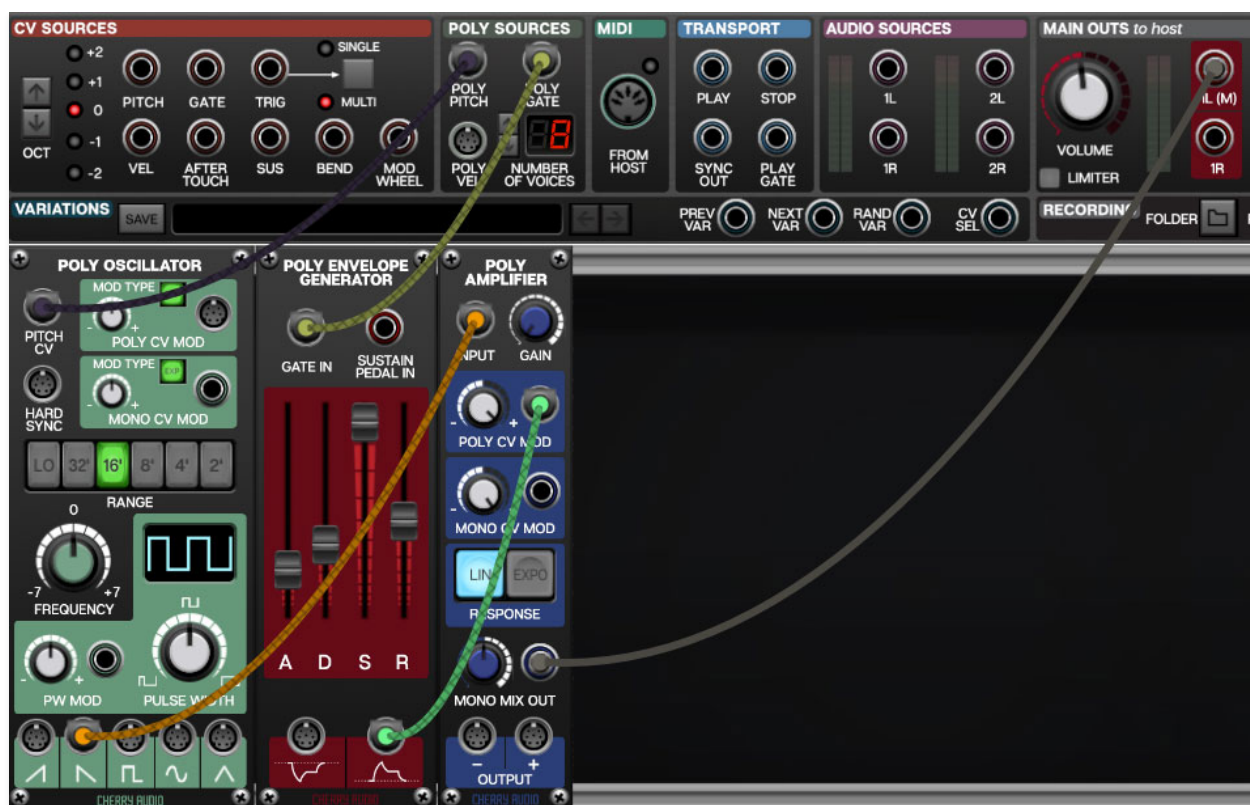 CV SOURCES
POLY SOURCES
MIDI
TRANSPORT
AUDIO SOURCES
MAIN OUTS to host
+2
+1
0
-1
-2
OCT
SINGLE
MULTI
PITCH
GATE
TRIG
VEL
AFTER
TOUCH
SUS
BEND
MOD
WHEEL
POLY
PITCH
POLY
GATE
POLY
VEL
8
NUMBER
OF VOICES
FROM
HOST
PLAY
STOP
SYNC
OUT
PLAY
GATE
1L
2L
1R
2R
VOLUME
LIMITER
1L (M)
1R
VARIATIONS
SAVE
PREV
VAR
NEXT
VAR
RAND
VAR
CV
SEL
RECORDING
FOLDER
POLY OSCILLATOR
MOD TYPE
- +
POLY CV MOD
PITCH
CV
MOD TYPE
EXP
- +
MONO CV MOD
HARD
SYNC
LO 32' 16' 8' 4' 2'
RANGE
0
-7 +7
FREQUENCY
- +
PW MOD
PULSE WIDTH
CHERRY AUDIO
POLY ENVELOPE
GENERATOR
GATE IN
SUSTAIN
PEDAL IN
A D S R
CHERRY AUDIO
POLY
AMPLIFIER
INPUT
GAIN
- +
POLY CV MOD
-
MONO CV MOD
LIN EXPO
RESPONSE
MONO MIX OUT
- +
OUTPUT
CHERRY AUDIO